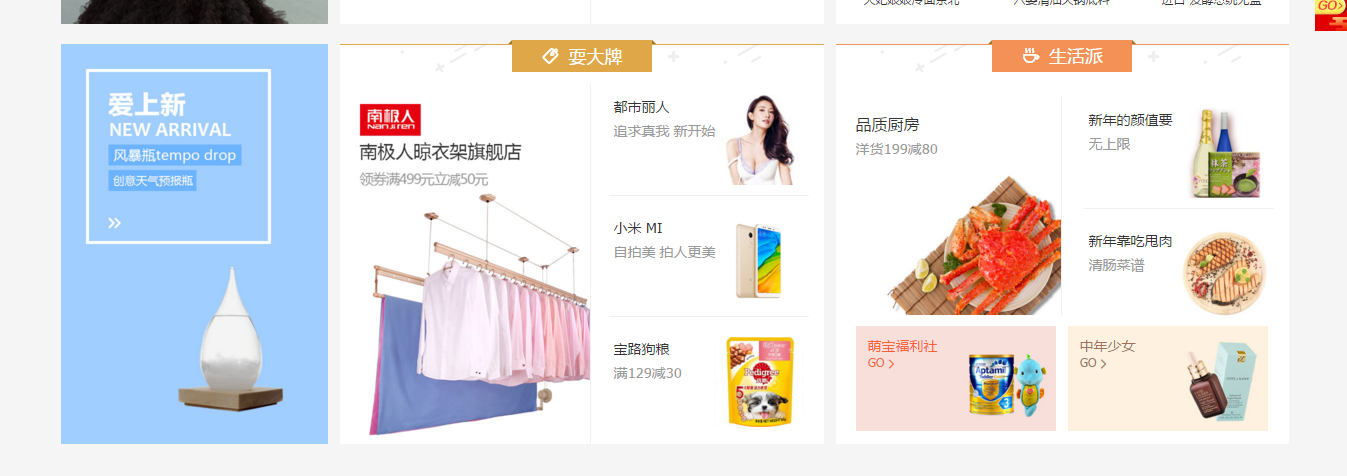 GO>
爱上新
NEW ARRIVAL
风暴瓶tempo drop
创意天气预报瓶
耍大牌
南极人
NanJiren
南极人晾衣架旗舰店
领券满499元立减50元
都市丽人
追求真我 新开始
小米 MI
自拍美 拍人更美
宝路狗粮
满129减30
Pedigree
生活派
品质厨房
洋货199减80
新年的颜值要
无上限
抹茶
新年靠吃甩肉
清肠菜谱
萌宝福利社
GO >
Aptamil
3
中年少女
GO >